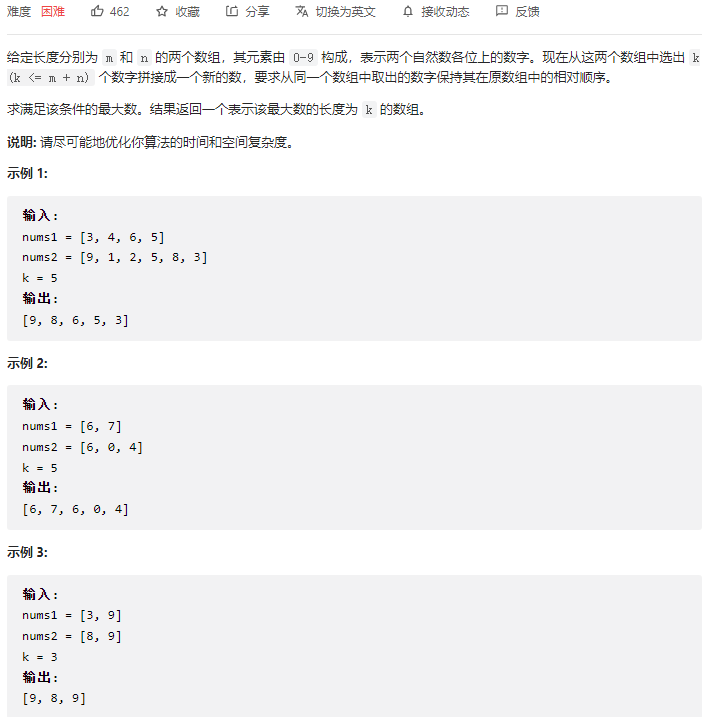 难度 困难 462 收藏 分享 切换为英文 接收动态 反馈
给定长度分别为 m 和 n 的两个数组，其元素由 0-9 构成，表示两个自然数各位上的数字。现在从这两个数组中选出 k
(k <= m + n) 个数字拼接成一个新的数，要求从同一个数组中取出的数字保持其在原数组中的相对顺序。
求满足该条件的最大数。结果返回一个表示该最大数的长度为 k 的数组。
说明: 请尽可能地优化你算法的时间和空间复杂度。
示例 1:
输入:
nums1 = [3, 4, 6, 5]
nums2 = [9, 1, 2, 5, 8, 3]
k = 5
输出:
[9, 8, 6, 5, 3]
示例 2:
输入:
nums1 = [6, 7]
nums2 = [6, 0, 4]
k = 5
输出:
[6, 7, 6, 0, 4]
示例 3:
输入:
nums1 = [3, 9]
nums2 = [8, 9]
k = 3
输出:
[9, 8, 9]